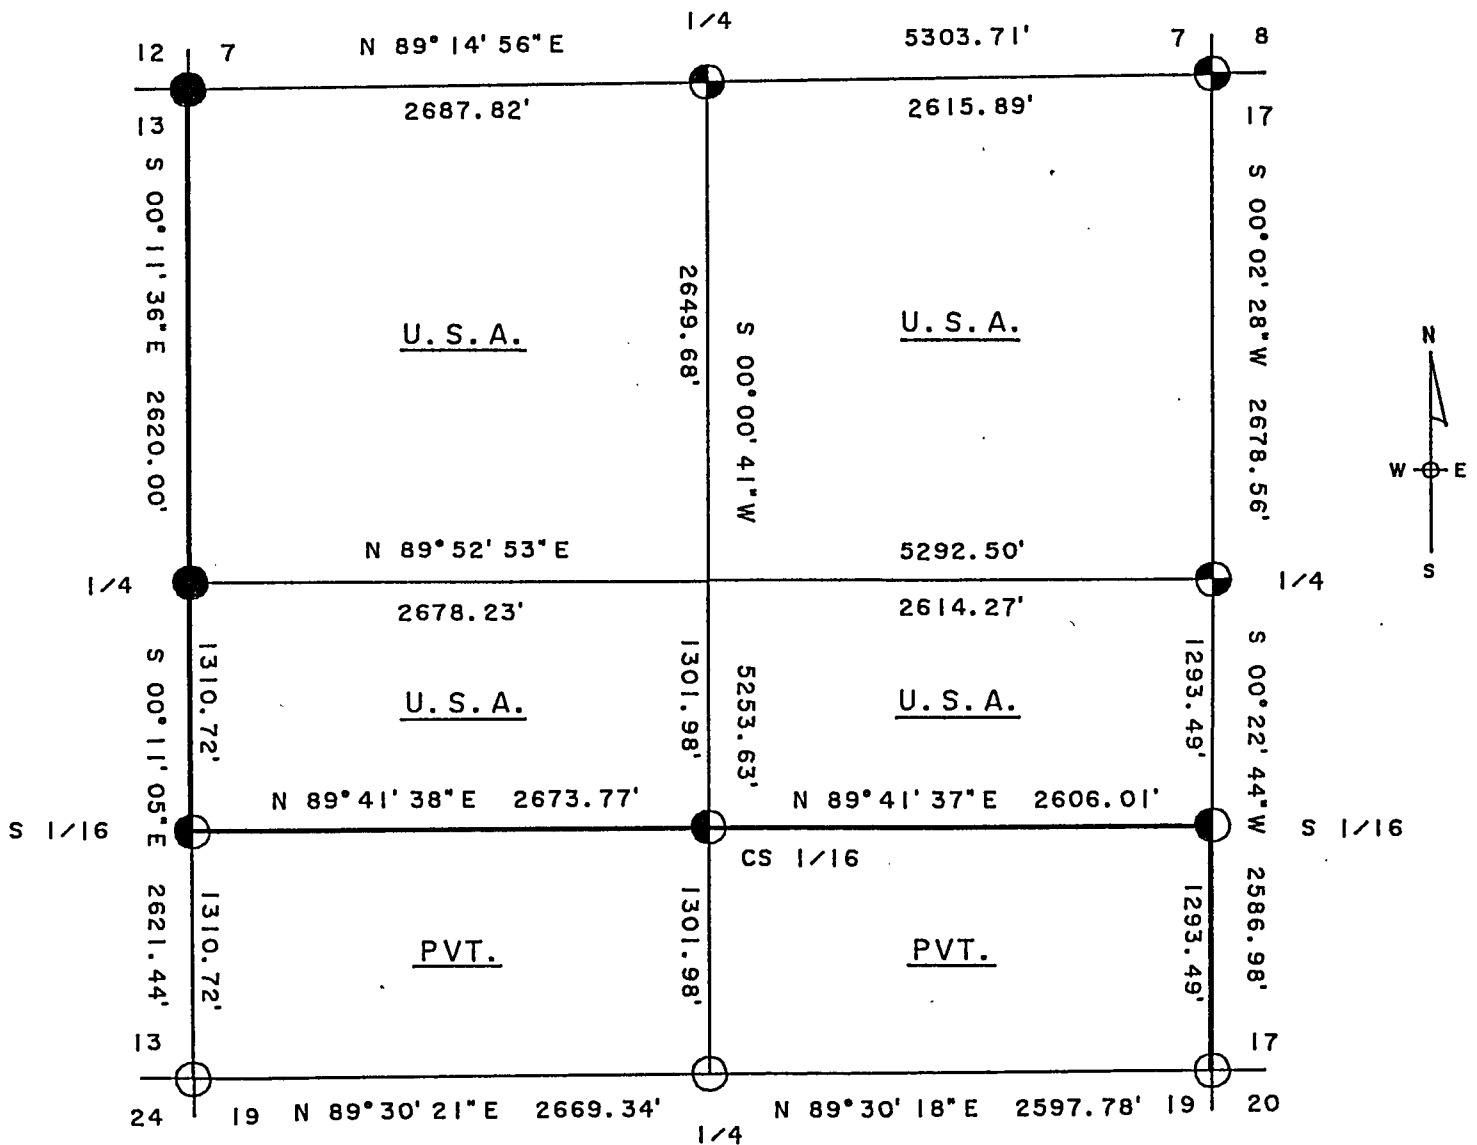 1/4
12 7 N 89° 14' 56" E 5303.71' 7 8
2687.82' 2615.89'
13 17
S 00° 11' 36" E 2620.00'
2649.68'
S 00° 00' 41" W
S 00° 02' 28" W 2678.56'
U. S. A. U. S. A.
N
W E
S
N 89° 52' 53" E 5292.50'
1/4 1/4
2678.23' 2614.27'
S 00° 11' 05" E 2621.44'
1310.72'
1301.98'
5253.63'
1293.49'
S 00° 22' 44" W 2586.98'
U. S. A. U. S. A.
N 89° 41' 38" E 2673.77' N 89° 41' 37" E 2606.01'
S 1/16 S 1/16
CS 1/16
1310.72'
1301.98'
1293.49'
PVT. PVT.
13 17
24 19 N 89° 30' 21" E 2669.34' N 89° 30' 18" E 2597.78' 19 20
1/4